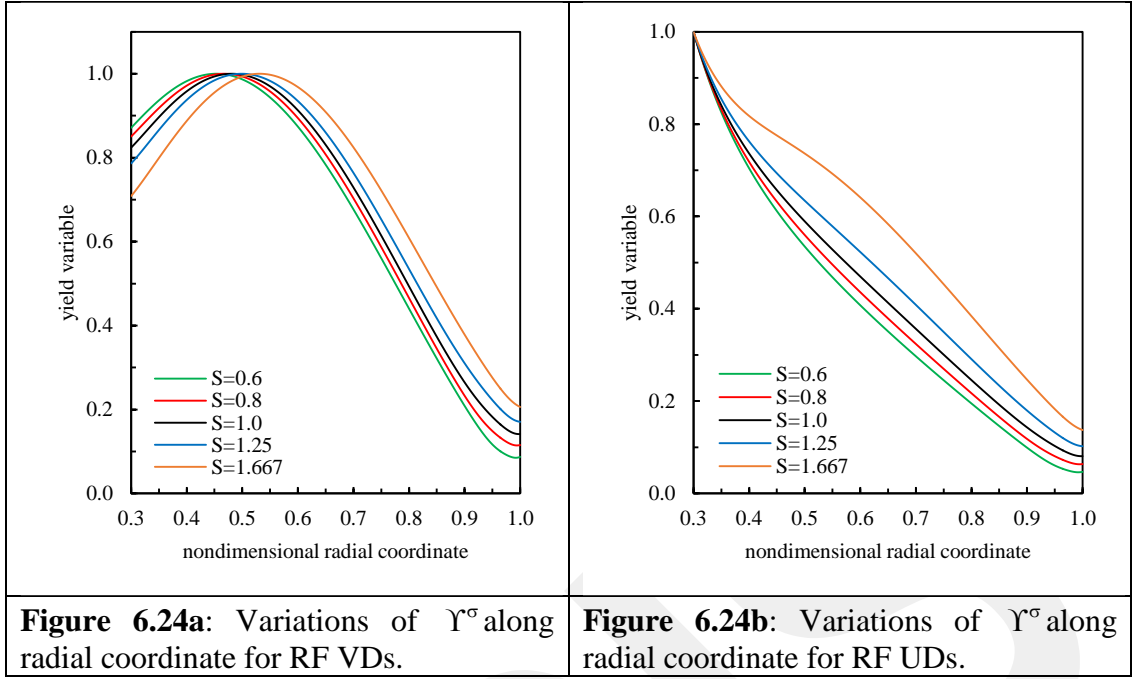 1.0
0.8
0.6
0.4
0.2
0.0
yield variable
S=0.6
S=0.8
S=1.0
S=1.25
S=1.667
0.3 0.4 0.5 0.6 0.7 0.8 0.9 1.0
nondimensional radial coordinate
1.0
0.8
0.6
0.4
0.2
0.0
yield variable
S=0.6
S=0.8
S=1.0
S=1.25
S=1.667
0.3 0.4 0.5 0.6 0.7 0.8 0.9 1.0
nondimensional radial coordinate
Figure 6.24a: Variations of ϒσ along
radial coordinate for RF VDs.
Figure 6.24b: Variations of ϒσ along
radial coordinate for RF UDs.